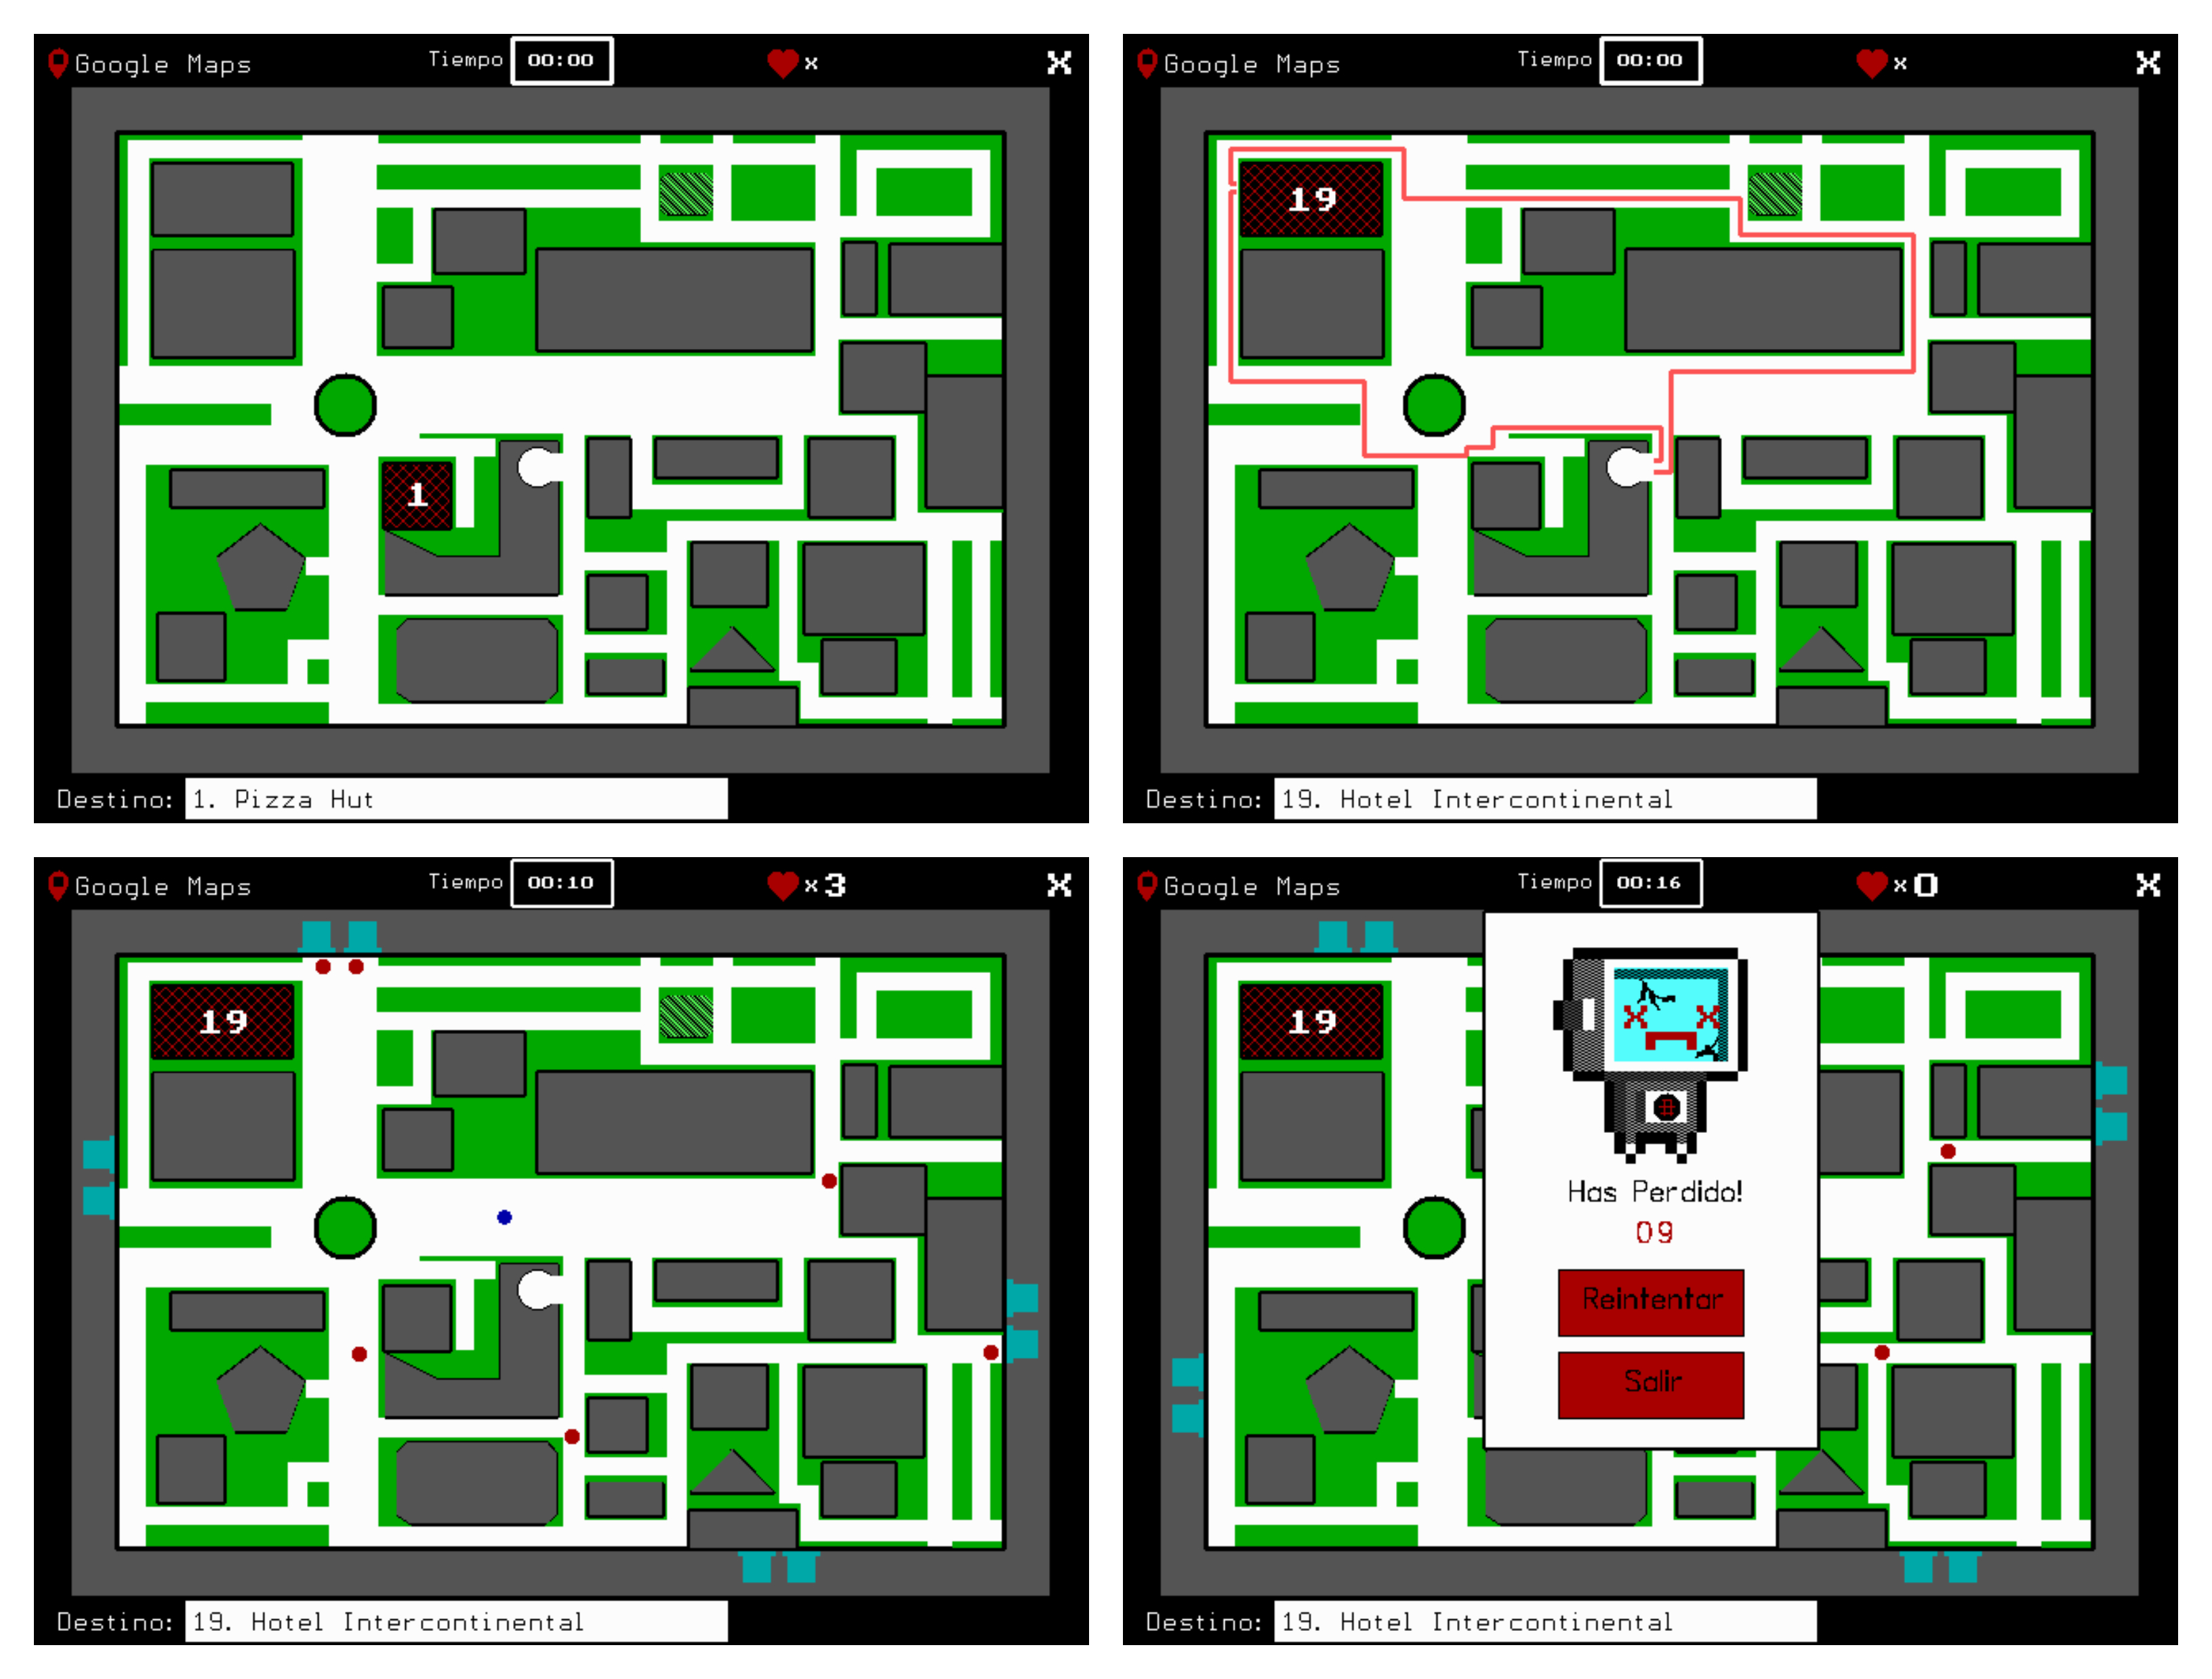 Google Maps Tiempo 00:00 x X
1
Destino: 1. Pizza Hut
Google Maps Tiempo 00:00 x X
19
Destino: 19. Hotel Intercontinental
Google Maps Tiempo 00:10 x3 X
19
Destino: 19. Hotel Intercontinental
Google Maps Tiempo 00:16 x0 X
19
Has Perdido!
09
Reintentar
Salir
Destino: 19. Hotel Intercontinental